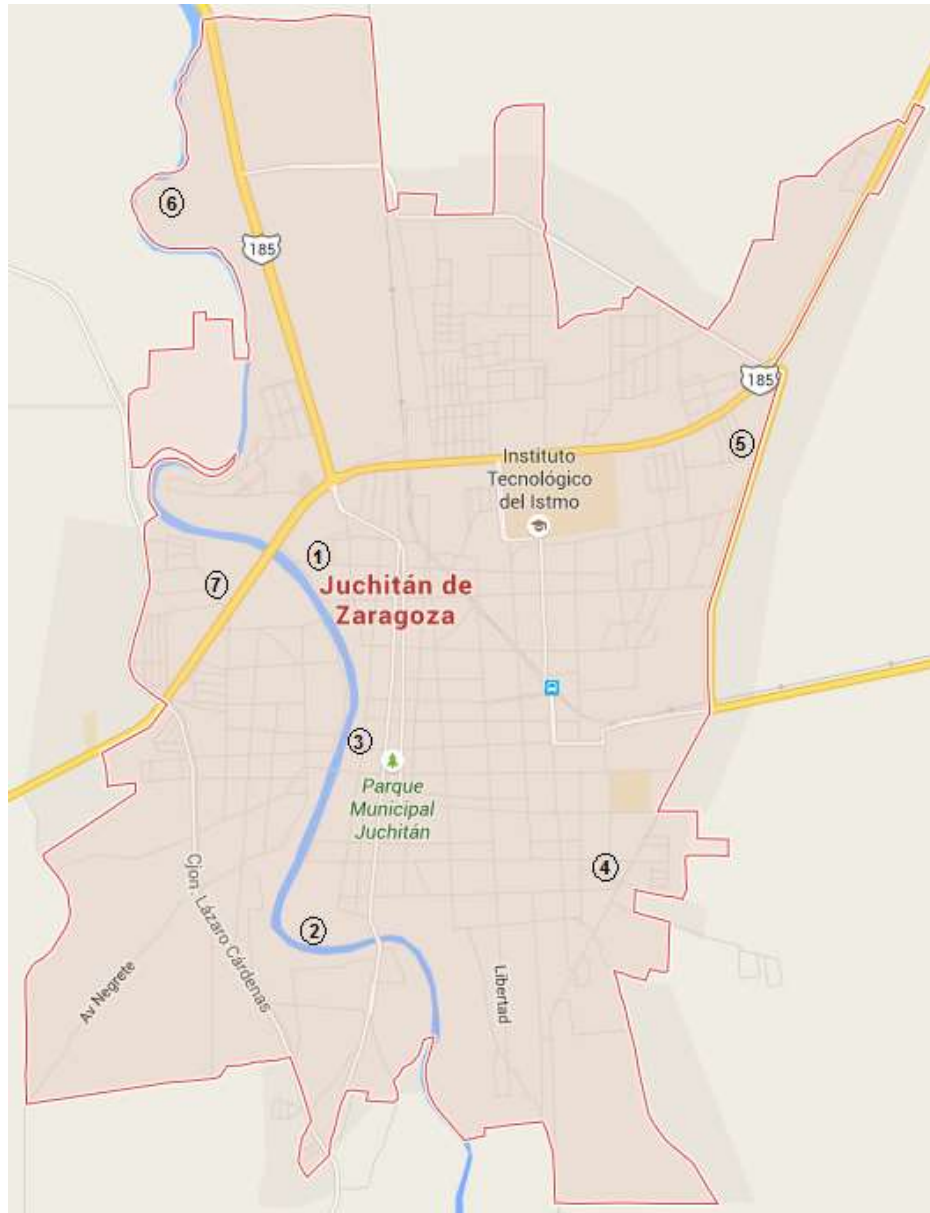 6
185
185
5
Instituto
Tecnológico
del Istmo
1
Juchitán de
Zaragoza
7
3
Parque
Municipal
Juchitán
4
Cjon. Lázaro Cárdenas
2
Av Negrete
Libertad